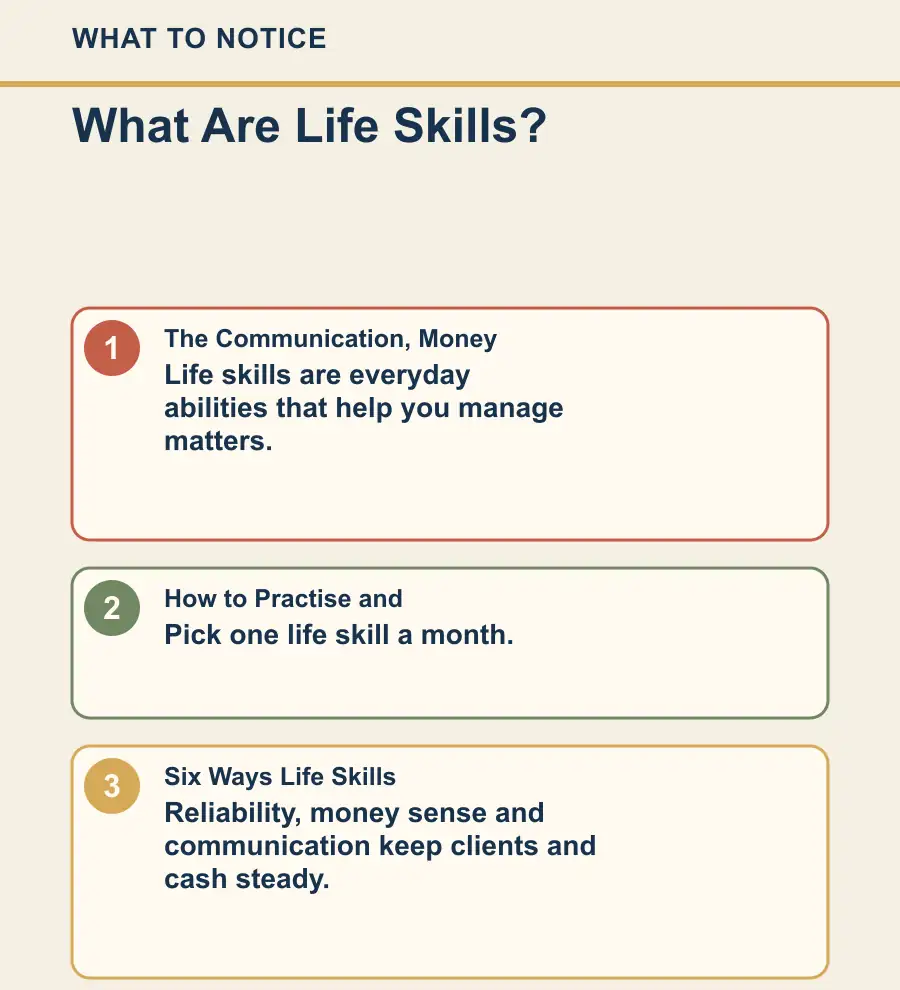 WHAT TO NOTICE
What Are Life Skills?
1
The Communication, Money
Life skills are everyday
abilities that help you manage
matters.
2
How to Practise and
Pick one life skill a month.
3
Six Ways Life Skills
Reliability, money sense and
communication keep clients and
cash steady.